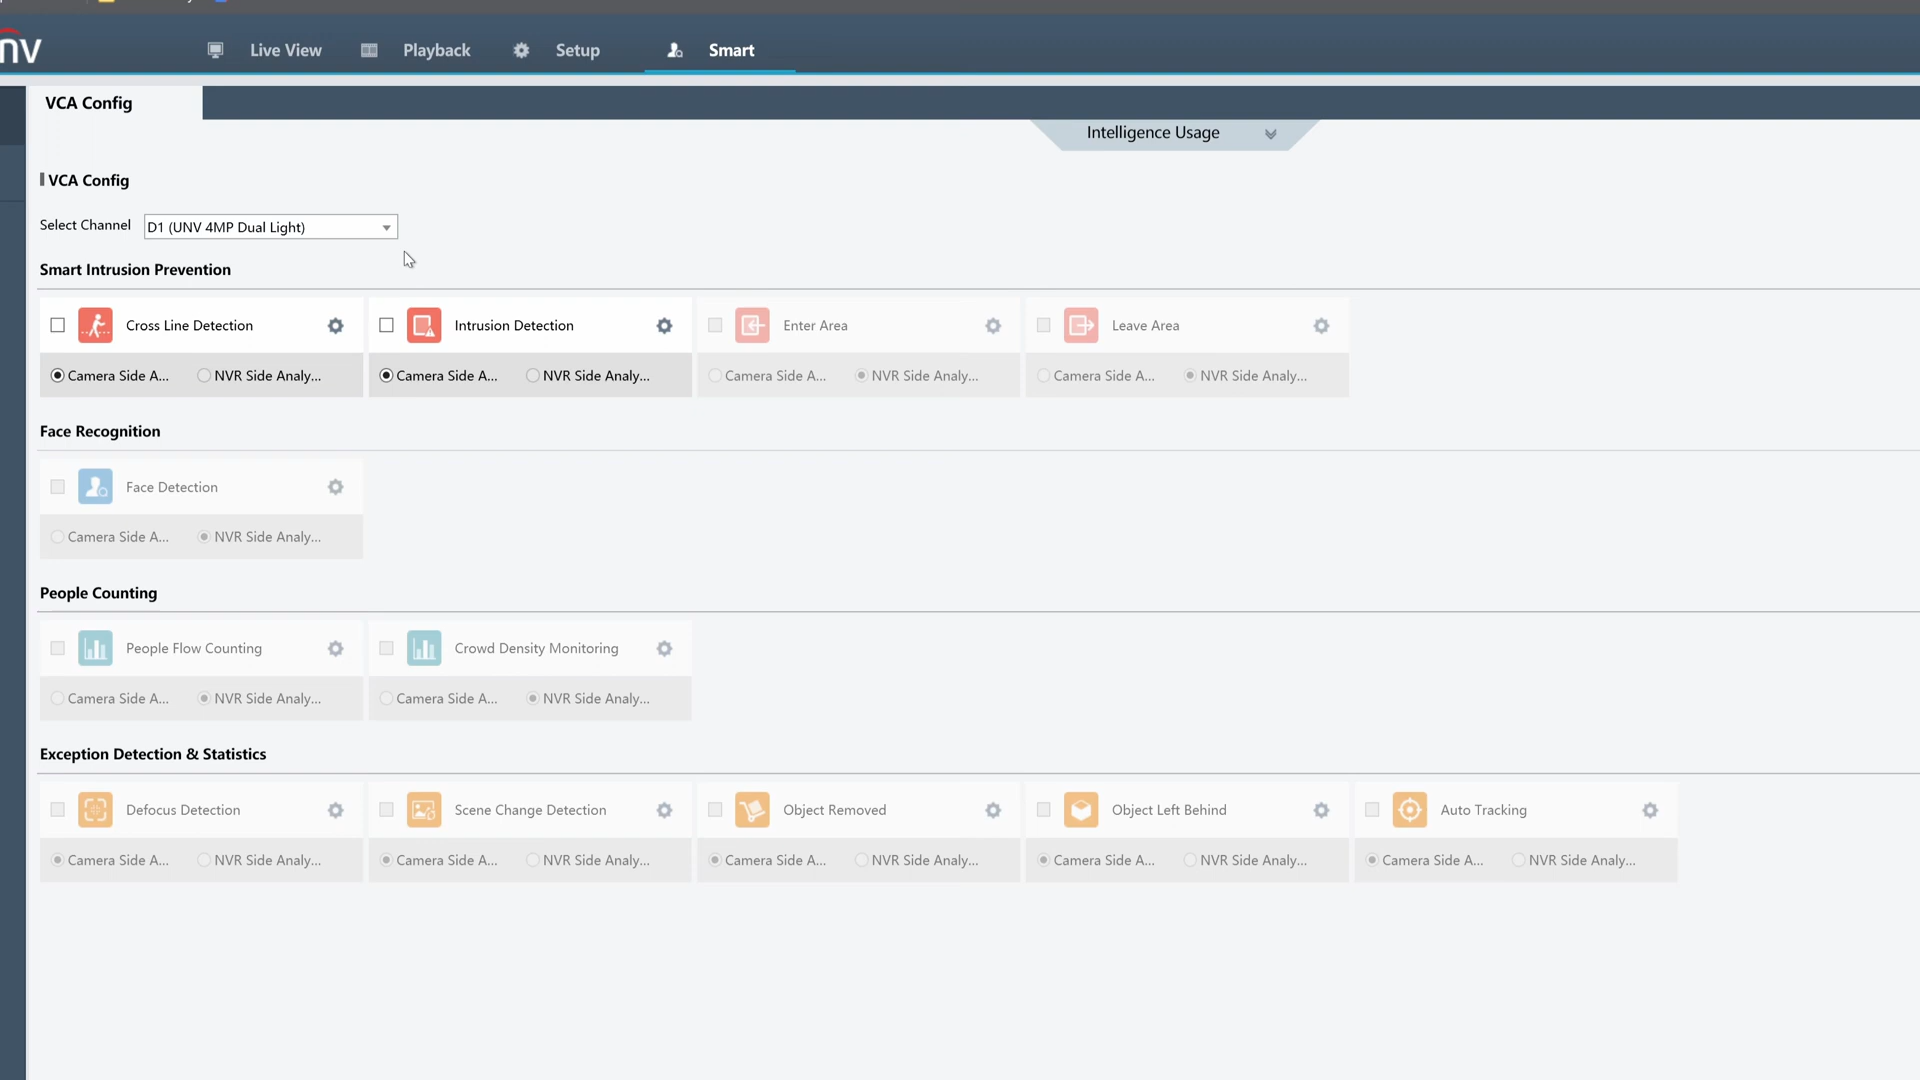 nv
Live View
Playback
Setup
Smart
VCA Config
Intelligence Usage
VCA Config
Select Channel
D1 (UNV 4MP Dual Light)
Smart Intrusion Prevention
Cross Line Detection
Intrusion Detection
Enter Area
Leave Area
Camera Side A... NVR Side Analy...
Camera Side A... NVR Side Analy...
Camera Side A... NVR Side Analy...
Camera Side A... NVR Side Analy...
Face Recognition
Face Detection
Camera Side A... NVR Side Analy...
People Counting
People Flow Counting
Crowd Density Monitoring
Camera Side A... NVR Side Analy...
Camera Side A... NVR Side Analy...
Exception Detection & Statistics
Defocus Detection
Scene Change Detection
Object Removed
Object Left Behind
Auto Tracking
Camera Side A... NVR Side Analy...
Camera Side A... NVR Side Analy...
Camera Side A... NVR Side Analy...
Camera Side A... NVR Side Analy...
Camera Side A... NVR Side Analy...